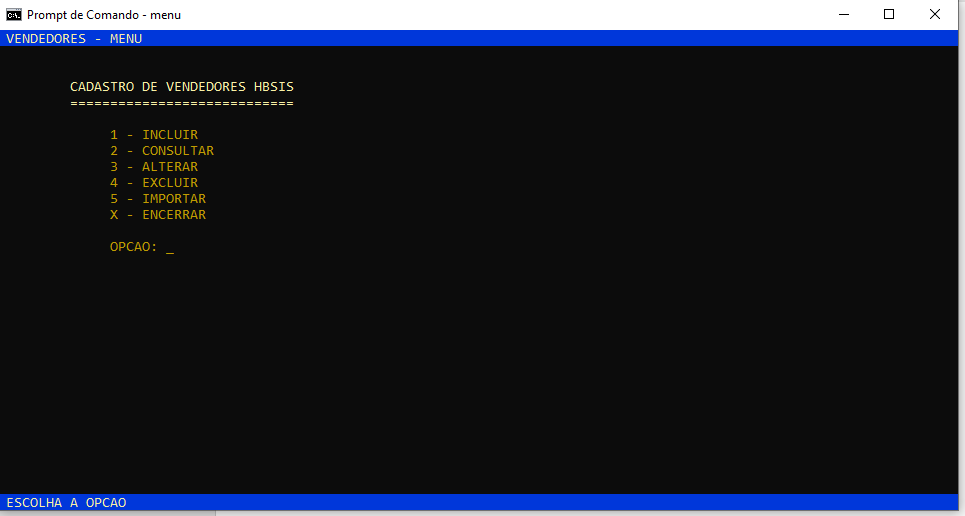 Prompt de Comando - menu
VENDEDORES - MENU
CADASTRO DE VENDEDORES HBSIS
============================
1 - INCLUIR
2 - CONSULTAR
3 - ALTERAR
4 - EXCLUIR
5 - IMPORTAR
X - ENCERRAR
OPCAO: _
ESCOLHA A OPCAO